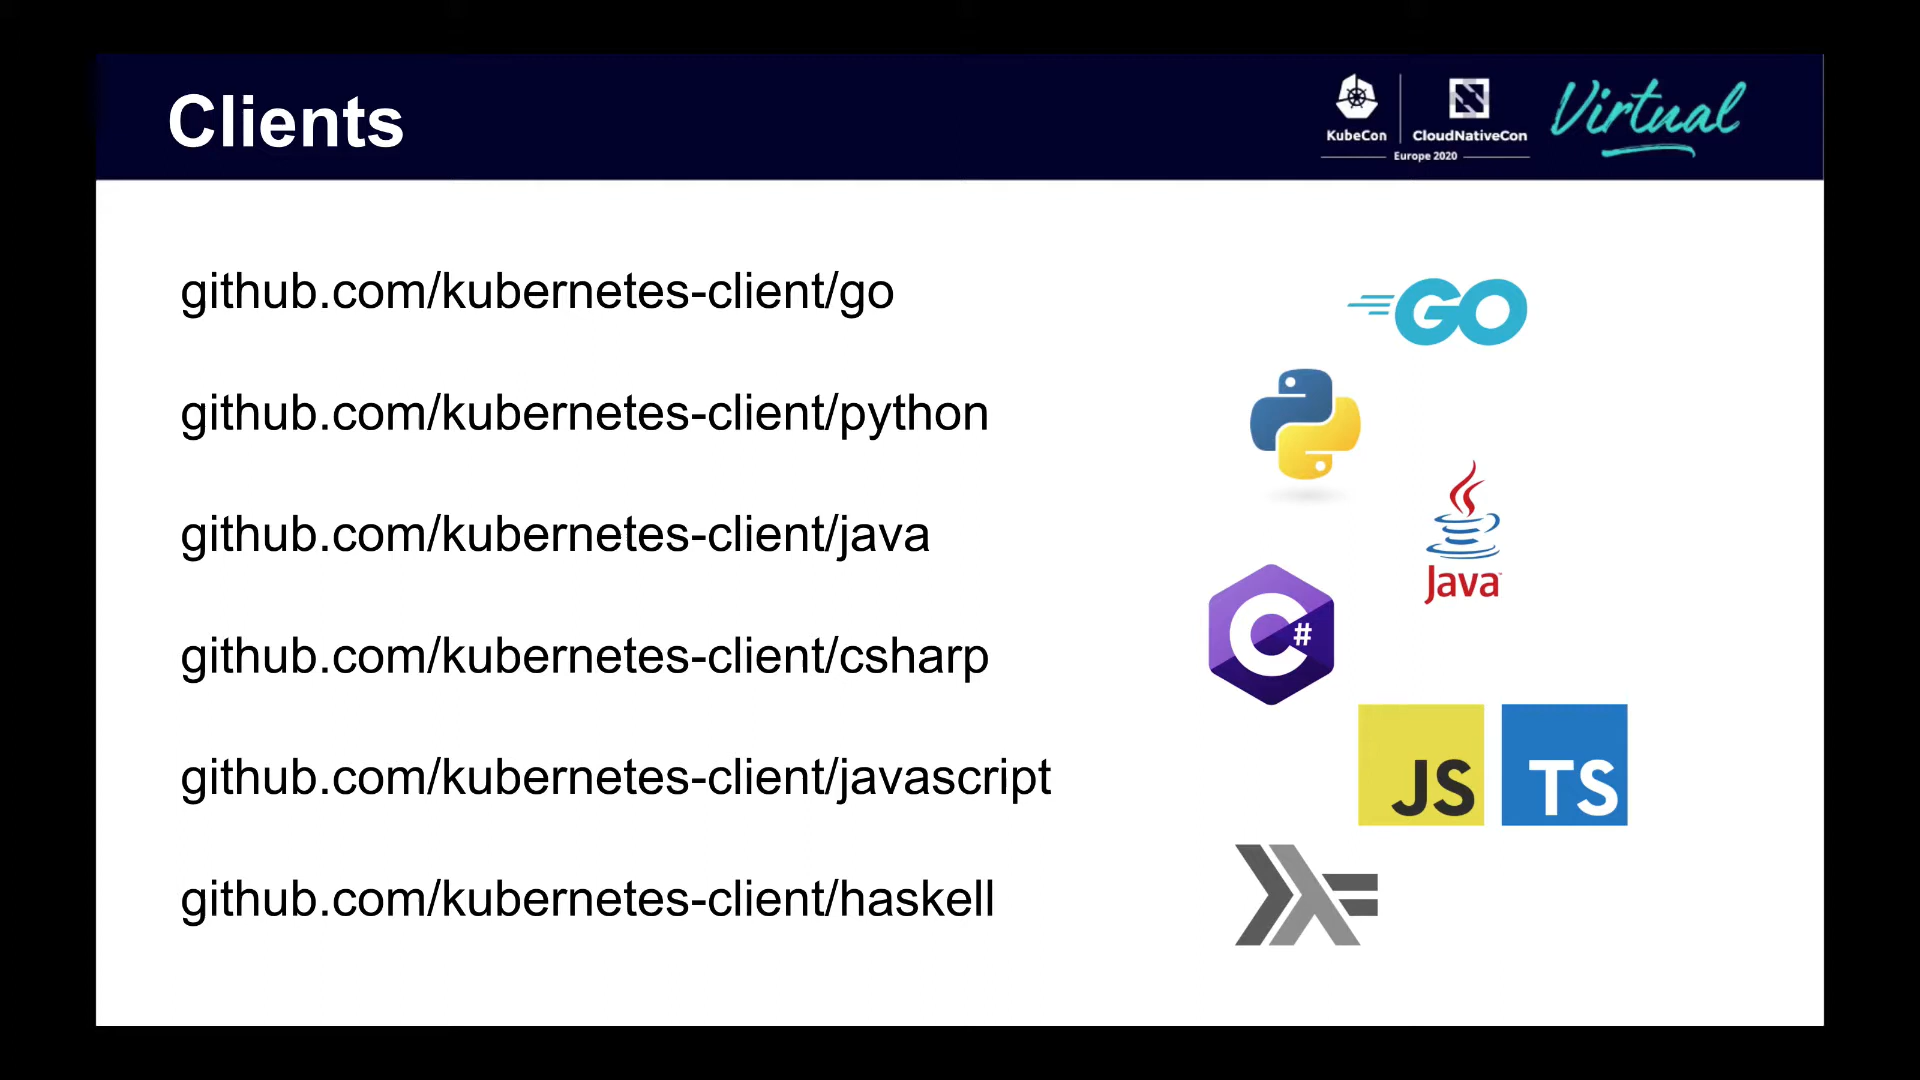 Clients
KubeCon
CloudNativeCon
Europe 2020
Virtual
github.com/kubernetes-client/go
GO
github.com/kubernetes-client/python
github.com/kubernetes-client/java
Java™
github.com/kubernetes-client/csharp
C#
github.com/kubernetes-client/javascript
JS TS
github.com/kubernetes-client/haskell